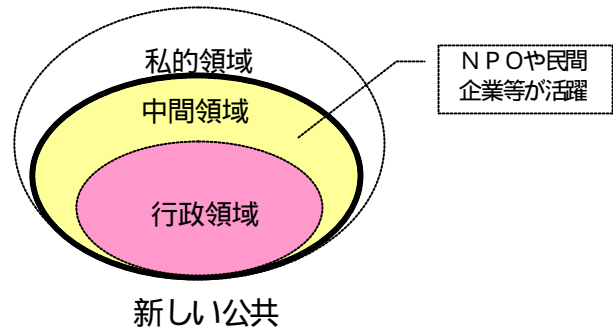 私的領域
中間領域
行政領域
ＮＰＯや民間
企業等が活躍
新しい公共